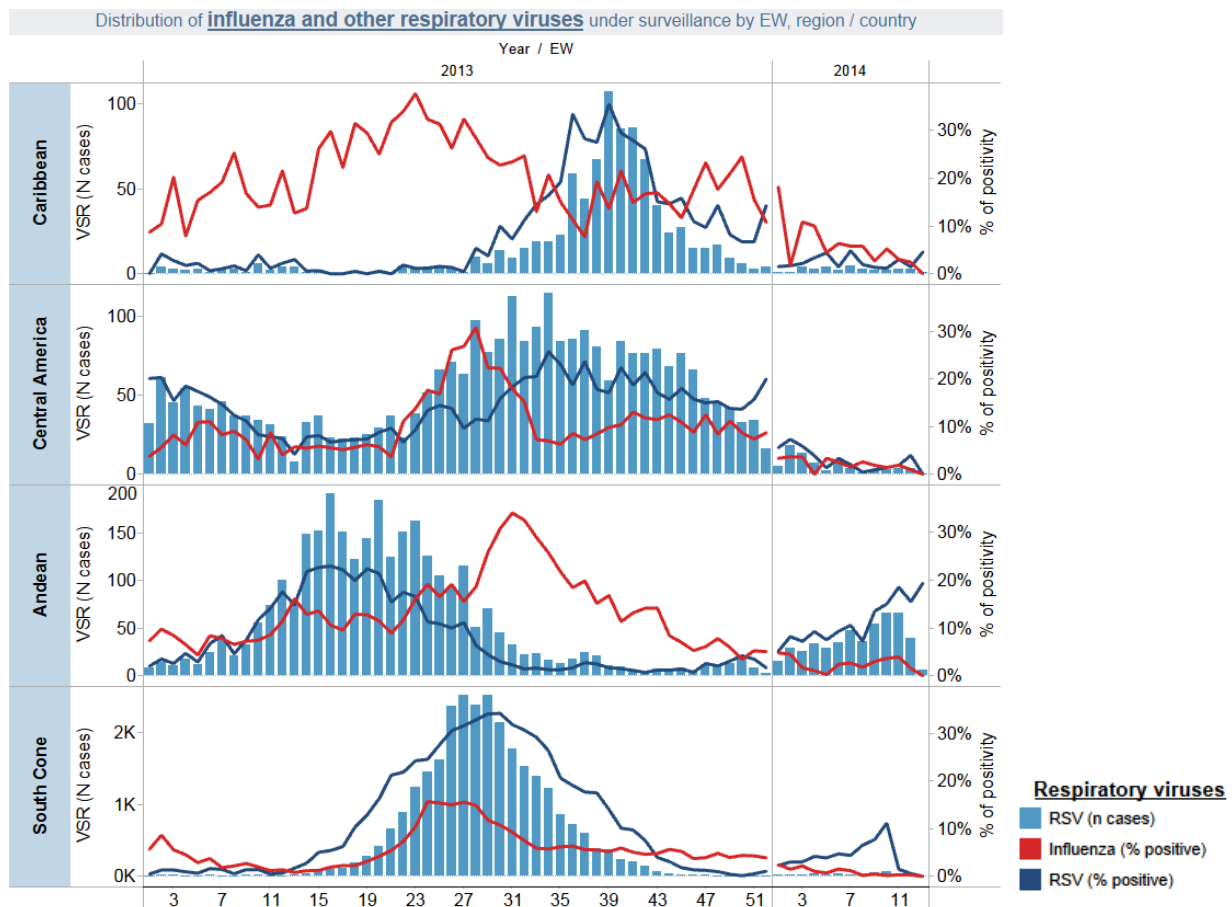 Distribution of influenza and other respiratory viruses under surveillance by EW, region / country
Year / EW
2013
2014
Caribbean
VSR (N cases)
100
50
0
30%
20%
10%
0%
% of positivity
Central America
VSR (N cases)
100
50
0
30%
20%
10%
0%
% of positivity
Andean
VSR (N cases)
200
150
100
50
0
30%
20%
10%
0%
% of positivity
South Cone
VSR (N cases)
2K
1K
0K
30%
20%
10%
0%
% of positivity
3 7 11 15 19 23 27 31 35 39 43 47 51 3 7 11
Respiratory viruses
RSV (n cases)
Influenza (% positive)
RSV (% positive)